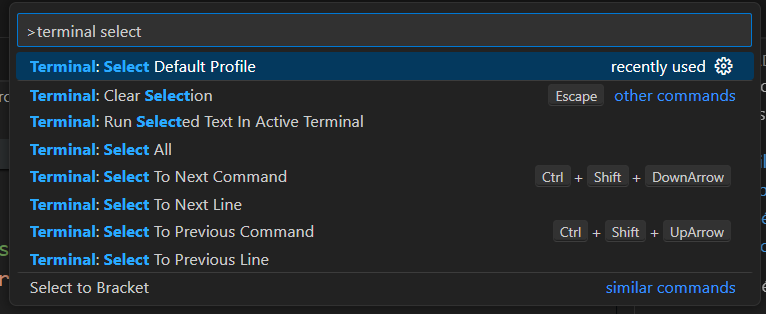 >terminal select
Terminal: Select Default Profile recently used
Terminal: Clear Selection Escape other commands
Terminal: Run Selected Text In Active Terminal
Terminal: Select All
Terminal: Select To Next Command Ctrl + Shift + DownArrow
Terminal: Select To Next Line
Terminal: Select To Previous Command Ctrl + Shift + UpArrow
Terminal: Select To Previous Line
Select to Bracket similar commands